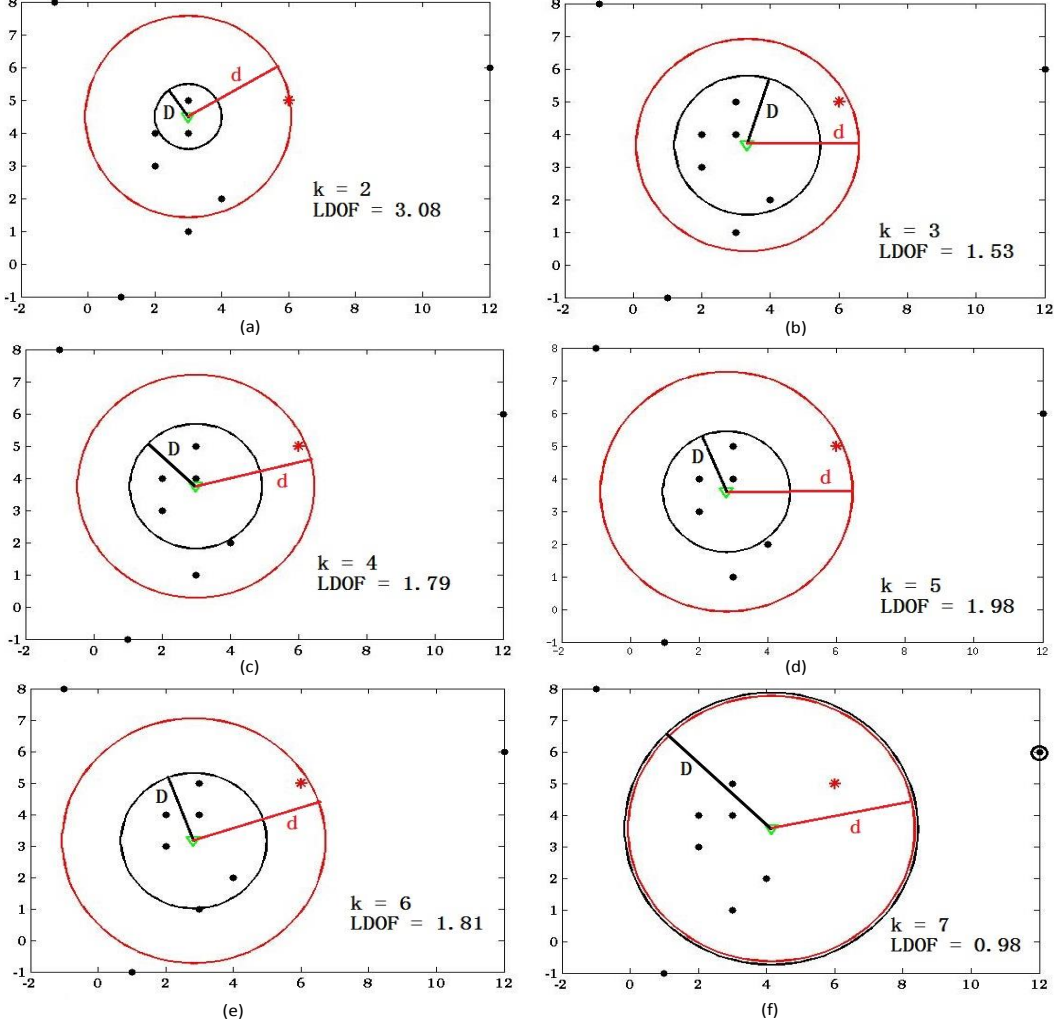 8
7
6
5
4
3
2
1
0
-1
-2 0 2 4 6 8 10 12
d
D
k = 2
LDOF = 3.08
(a)
8
7
6
5
4
3
2
1
0
-1
-2 0 2 4 6 8 10 12
D
d
k = 3
LDOF = 1.53
(b)
8
7
6
5
4
3
2
1
0
-1
-2 0 2 4 6 8 10 12
D
d
k = 4
LDOF = 1.79
(c)
8
7
6
5
4
3
2
1
0
-1
-2 0 2 4 6 8 10 12
D
d
k = 5
LDOF = 1.98
(d)
8
7
6
5
4
3
2
1
0
-1
-2 0 2 4 6 8 10 12
D
d
k = 6
LDOF = 1.81
(e)
8
7
6
5
4
3
2
1
0
-1
-2 0 2 4 6 8 10 12
D
d
k = 7
LDOF = 0.98
(f)